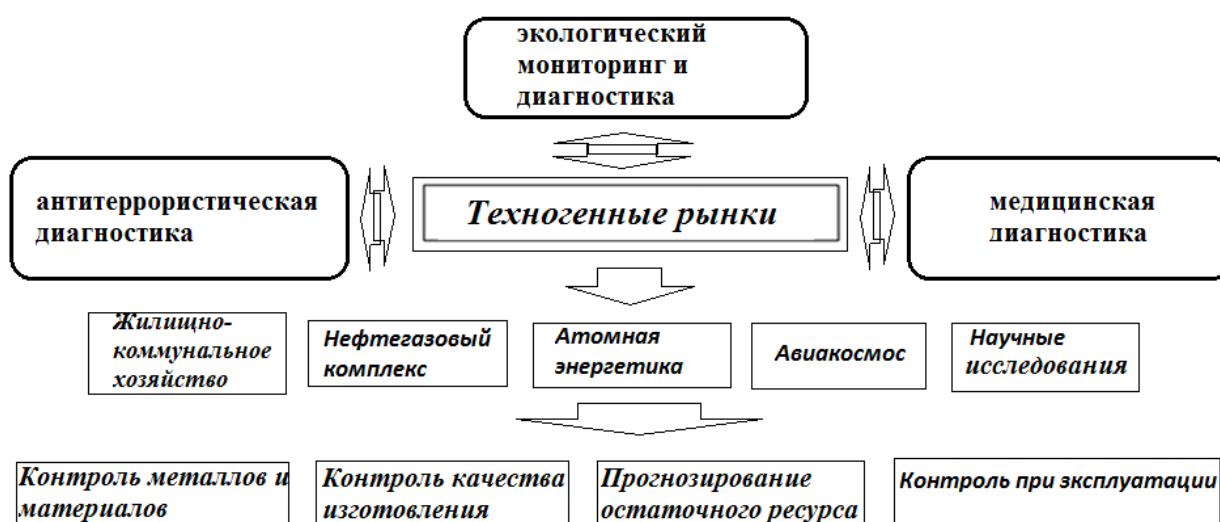 экологический
мониторинг и
диагностика
антитеррористическая
диагностика
Техногенные рынки
медицинская
диагностика
Жилищно-
коммунальное
хозяйство
Нефтегазовый
комплекс
Атомная
энергетика
Авиакосмос
Научные
исследования
Контроль металлов и
материалов
Контроль качества
изготовления
Прогнозирование
остаточного ресурса
Контроль при эксплуатации